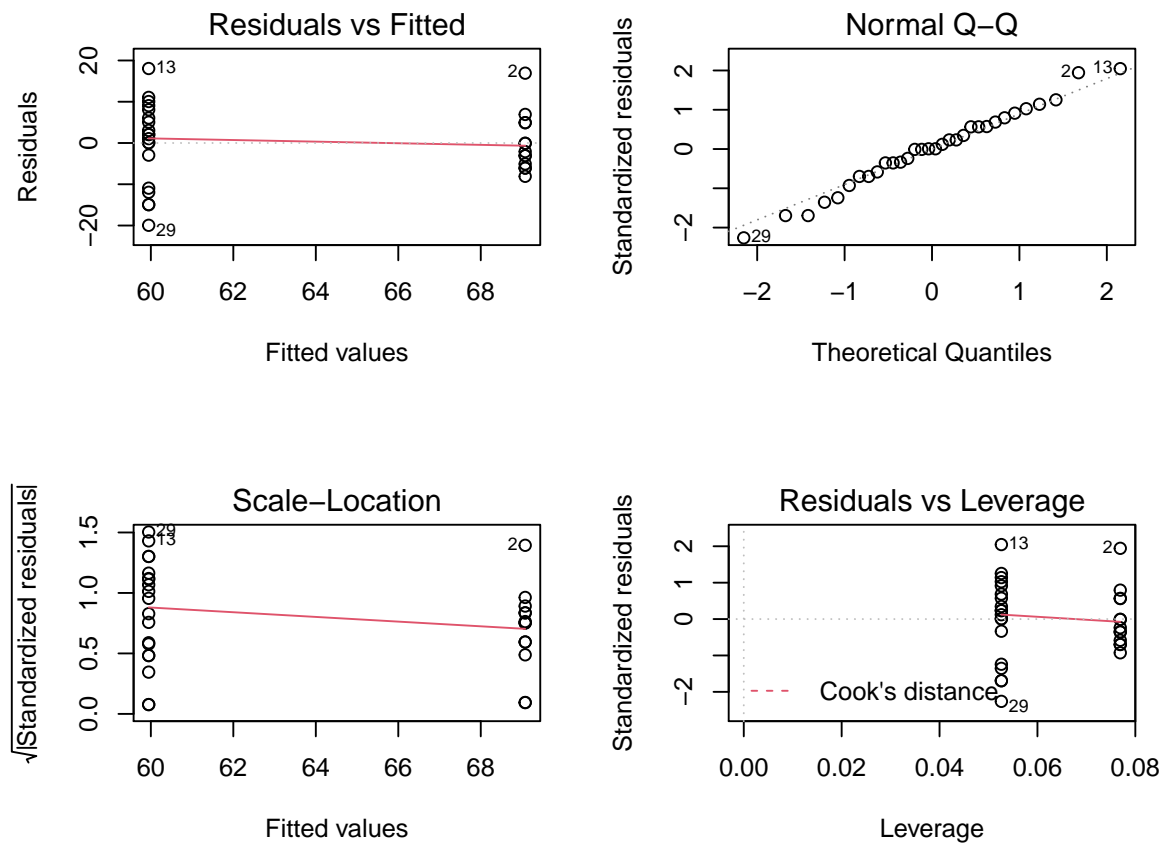 Residuals vs Fitted
Residuals
20
0
−20
13
2
29
60 62 64 66 68
Fitted values
Normal Q−Q
Standardized residuals
2
1
0
−2
2
13
29
−2 −1 0 1 2
Theoretical Quantiles
Scale−Location
√|Standardized residuals|
1.5
1.0
0.5
0.0
29
13
2
60 62 64 66 68
Fitted values
Residuals vs Leverage
Standardized residuals
2
1
0
−2
13
2
Cook's distance
29
0.00 0.02 0.04 0.06 0.08
Leverage